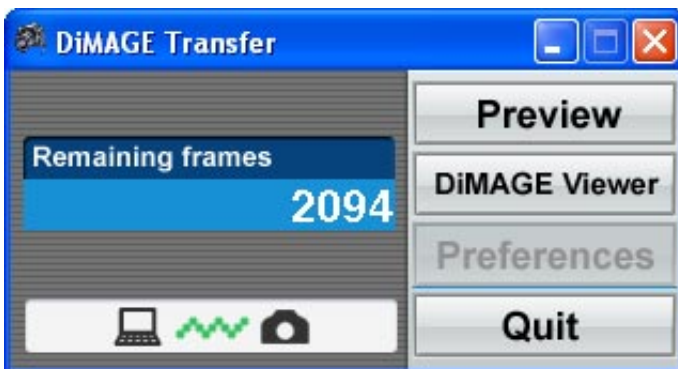 DiMAGE Transfer
Remaining frames
2094
Preview
DiMAGE Viewer
Preferences
Quit